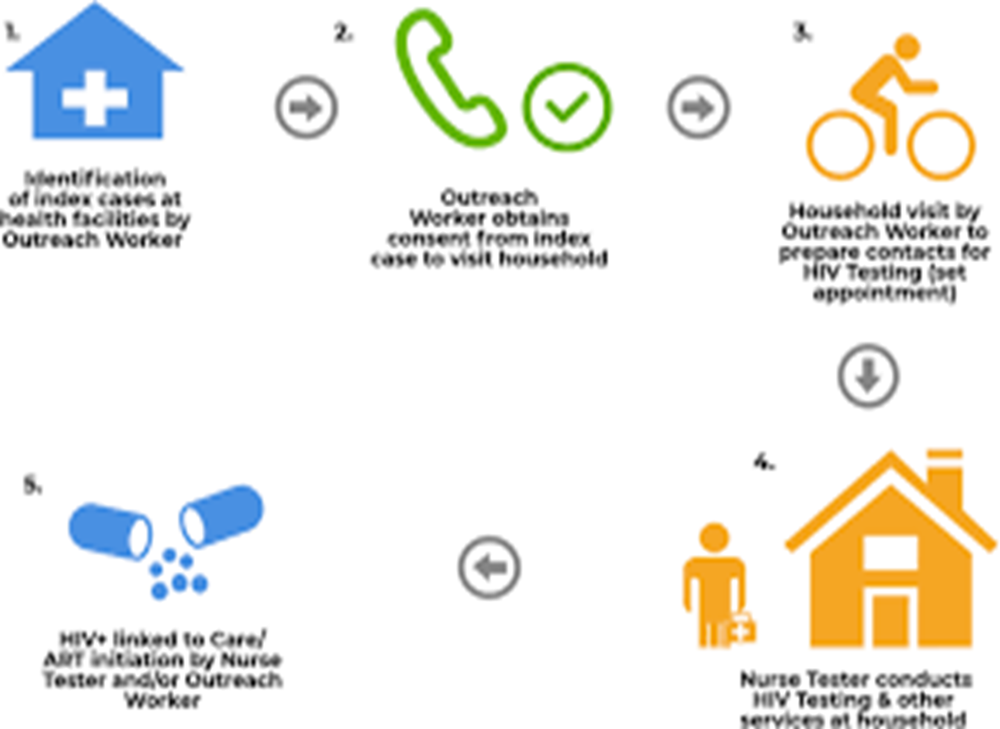 1.
Identification
of index cases at
health facilities by
Outreach Worker
2.
Outreach
Worker obtains
consent from index
case to visit household
3.
Household visit by
Outreach Worker to
prepare contacts for
HIV Testing (set
appointment)
4.
Nurse Tester conducts
HIV Testing & other
services at household
5.
HIV+ linked to Care/
ART initiation by Nurse
Tester and/or Outreach
Worker